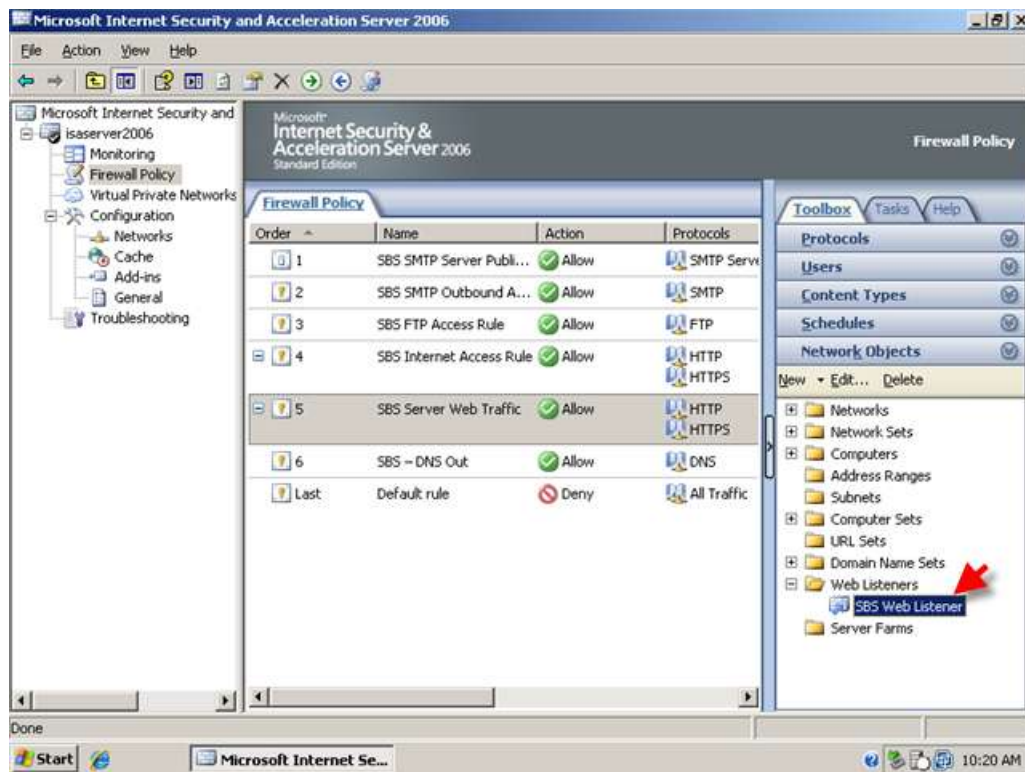 Microsoft Internet Security and Acceleration Server 2006
File Action View Help
Microsoft Internet Security and
isaserver2006
Monitoring
Firewall Policy
Virtual Private Networks
Configuration
Networks
Cache
Add-ins
General
Troubleshooting
Microsoft
Internet Security &
Acceleration Server 2006
Standard Edition
Firewall Policy
Firewall Policy
Order Name Action Protocols
1 SBS SMTP Server Publi... Allow SMTP Serve
2 SBS SMTP Outbound A... Allow SMTP
3 SBS FTP Access Rule Allow FTP
4 SBS Internet Access Rule Allow HTTP
HTTPS
5 SBS Server Web Traffic Allow HTTP
HTTPS
6 SBS – DNS Out Allow DNS
Last Default rule Deny All Traffic
Toolbox Tasks Help
Protocols
Users
Content Types
Schedules
Network Objects
New Edit... Delete
Networks
Network Sets
Computers
Address Ranges
Subnets
Computer Sets
URL Sets
Domain Name Sets
Web Listeners
SBS Web Listener
Server Farms
Done
Start Microsoft Internet Se... 10:20 AM